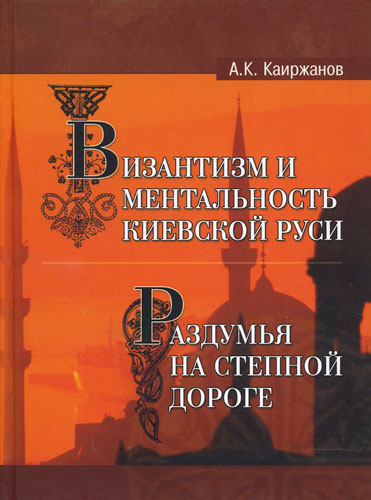 А.К. Каиржанов
ВИЗАНТИЗМ И
МЕНТАЛЬНОСТЬ
КИЕВСКОЙ РУСИ
РАЗДУМЬЯ
НА СТЕПНОЙ
ДОРОГЕ